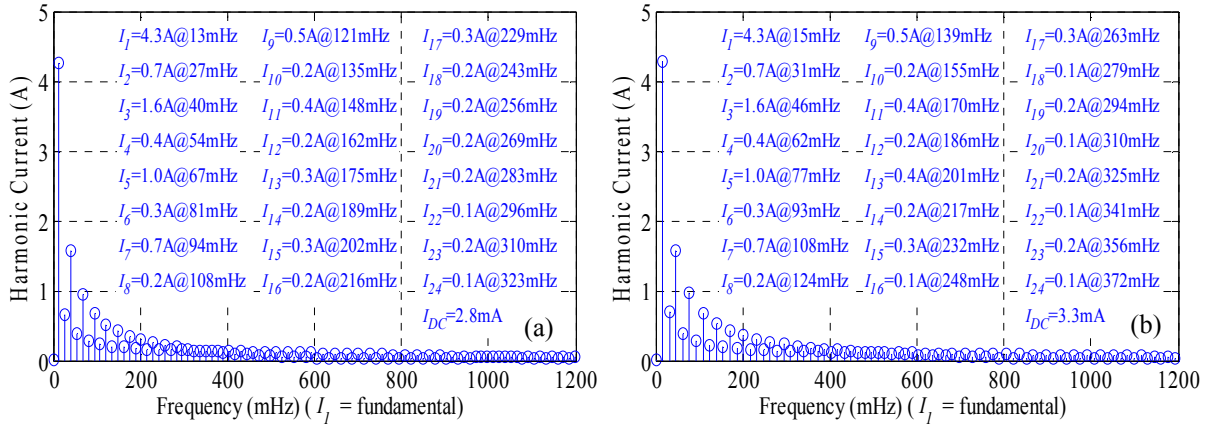 Harmonic Current (A)
5
4
3
2
1
0
I1=4.3A@13mHz I9=0.5A@121mHz I17=0.3A@229mHz
I2=0.7A@27mHz I10=0.2A@135mHz I18=0.2A@243mHz
I3=1.6A@40mHz I11=0.4A@148mHz I19=0.2A@256mHz
I4=0.4A@54mHz I12=0.2A@162mHz I20=0.2A@269mHz
I5=1.0A@67mHz I13=0.3A@175mHz I21=0.2A@283mHz
I6=0.3A@81mHz I14=0.2A@189mHz I22=0.1A@296mHz
I7=0.7A@94mHz I15=0.3A@202mHz I23=0.2A@310mHz
I8=0.2A@108mHz I16=0.2A@216mHz I24=0.1A@323mHz
IDC=2.8mA
(a)
0 200 400 600 800 1000 1200
Frequency (mHz) ( I1 = fundamental)
Harmonic Current (A)
5
4
3
2
1
0
I1=4.3A@15mHz I9=0.5A@139mHz I17=0.3A@263mHz
I2=0.7A@31mHz I10=0.2A@155mHz I18=0.1A@279mHz
I3=1.6A@46mHz I11=0.4A@170mHz I19=0.2A@294mHz
I4=0.4A@62mHz I12=0.2A@186mHz I20=0.1A@310mHz
I5=1.0A@77mHz I13=0.4A@201mHz I21=0.2A@325mHz
I6=0.3A@93mHz I14=0.2A@217mHz I22=0.1A@341mHz
I7=0.7A@108mHz I15=0.3A@232mHz I23=0.2A@356mHz
I8=0.2A@124mHz I16=0.1A@248mHz I24=0.1A@372mHz
IDC=3.3mA
(b)
0 200 400 600 800 1000 1200
Frequency (mHz) ( I1 = fundamental)